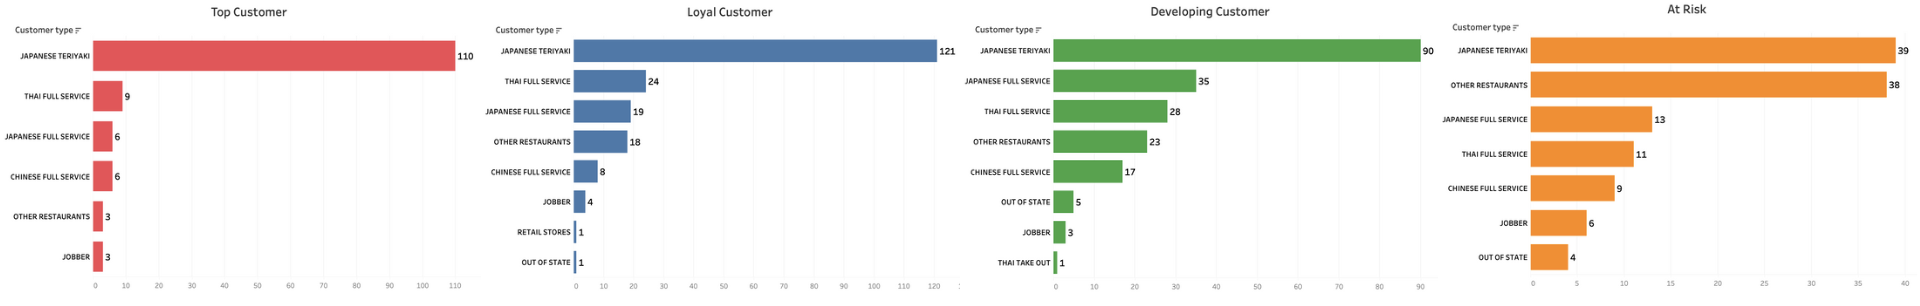 Top Customer
Customer type
JAPANESE TERIYAKI 110
THAI FULL SERVICE 9
JAPANESE FULL SERVICE 6
CHINESE FULL SERVICE 6
OTHER RESTAURANTS 3
JOBBER 3
0 10 20 30 40 50 60 70 80 90 100 110
Loyal Customer
Customer type
JAPANESE TERIYAKI 121
THAI FULL SERVICE 24
JAPANESE FULL SERVICE 19
OTHER RESTAURANTS 18
CHINESE FULL SERVICE 8
JOBBER 4
RETAIL STORES 1
OUT OF STATE 1
0 10 20 30 40 50 60 70 80 90 100 110 120
Developing Customer
Customer type
JAPANESE TERIYAKI 90
JAPANESE FULL SERVICE 35
THAI FULL SERVICE 28
OTHER RESTAURANTS 23
CHINESE FULL SERVICE 17
OUT OF STATE 5
JOBBER 3
THAI TAKE OUT 1
0 10 20 30 40 50 60 70 80 90
At Risk
Customer type
JAPANESE TERIYAKI 39
OTHER RESTAURANTS 38
JAPANESE FULL SERVICE 13
THAI FULL SERVICE 11
CHINESE FULL SERVICE 9
JOBBER 6
OUT OF STATE 4
0 5 10 15 20 25 30 35 40